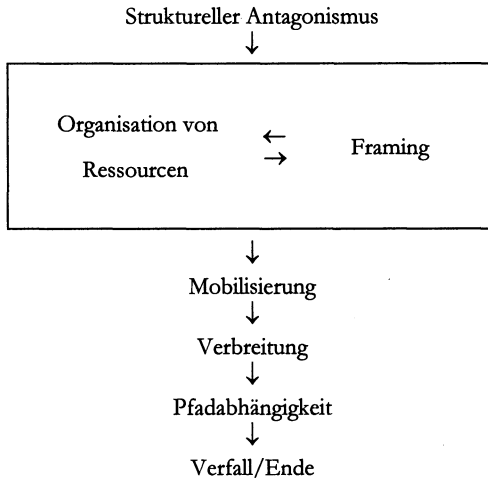 Struktureller Antagonismus
↓
Organisation von
Ressourcen
←
→
Framing
↓
Mobilisierung
↓
Verbreitung
↓
Pfadabhängigkeit
↓
Verfall/Ende